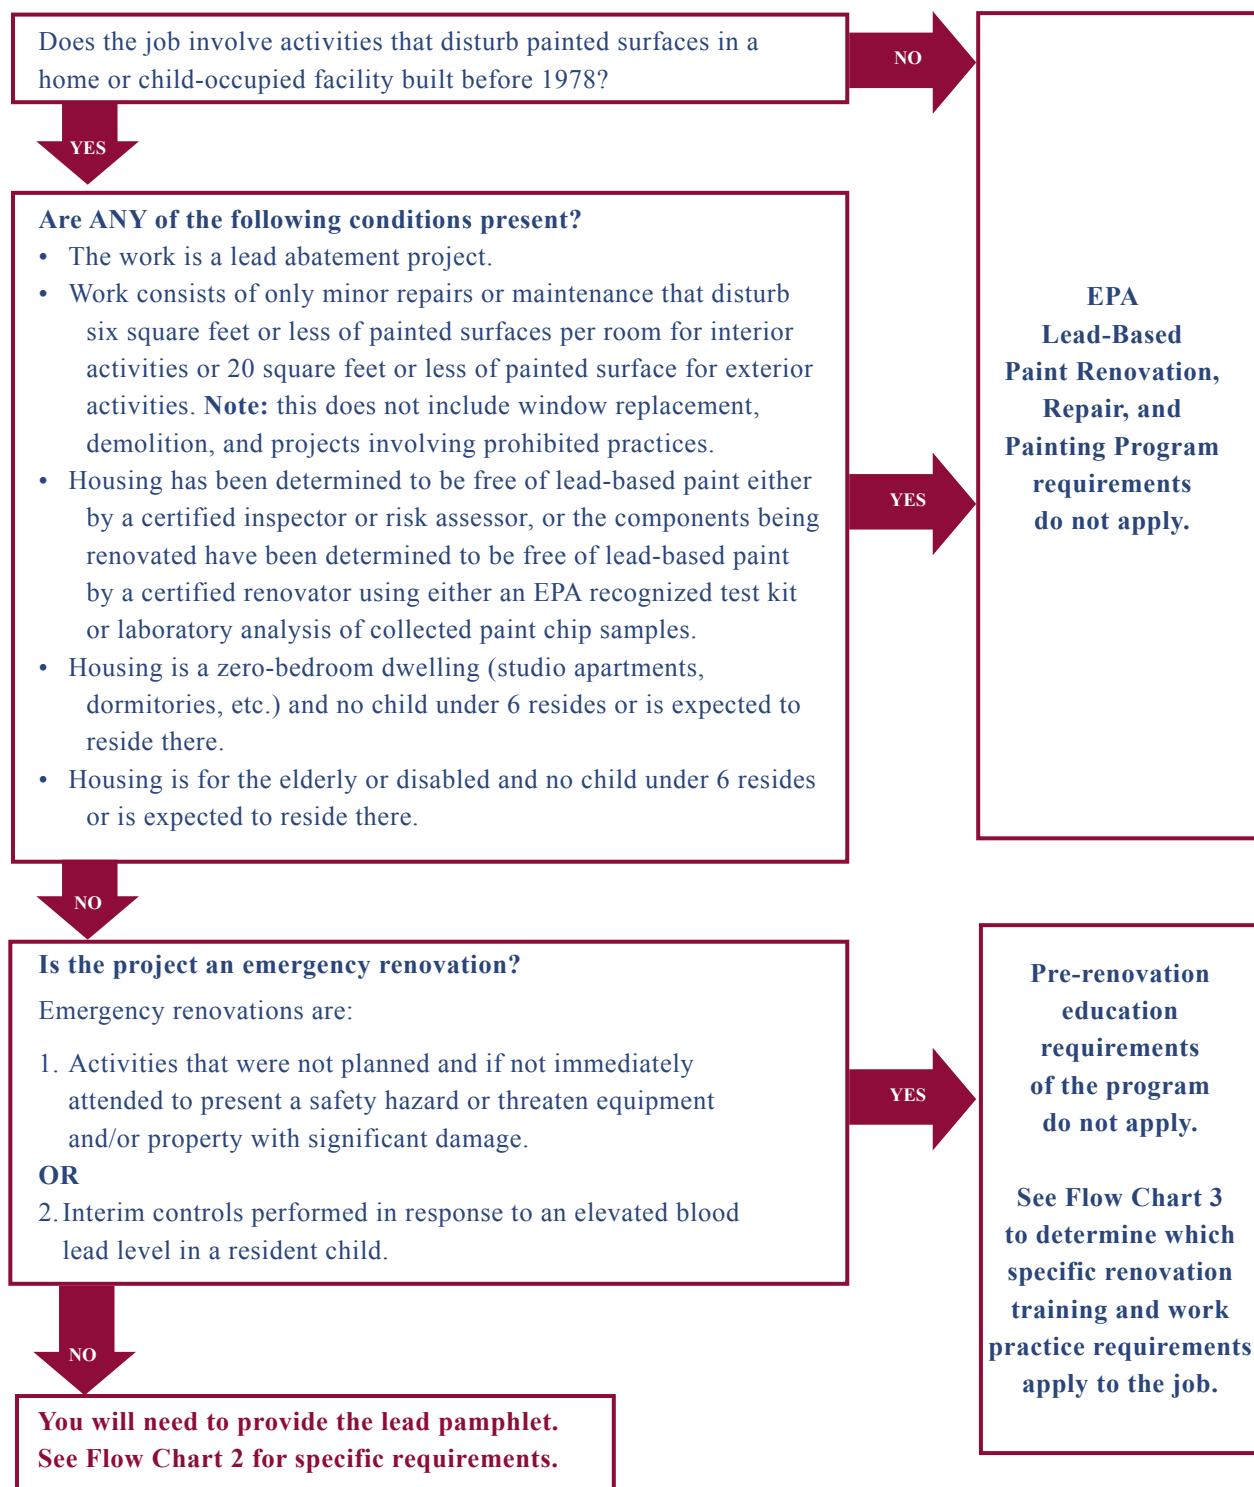 Does the job involve activities that disturb painted surfaces in a
home or child-occupied facility built before 1978?
NO
YES
Are ANY of the following conditions present?
• The work is a lead abatement project.
• Work consists of only minor repairs or maintenance that disturb
six square feet or less of painted surfaces per room for interior
activities or 20 square feet or less of painted surface for exterior
activities. Note: this does not include window replacement,
demolition, and projects involving prohibited practices.
• Housing has been determined to be free of lead-based paint either
by a certified inspector or risk assessor, or the components being
renovated have been determined to be free of lead-based paint
by a certified renovator using either an EPA recognized test kit
or laboratory analysis of collected paint chip samples.
• Housing is a zero-bedroom dwelling (studio apartments,
dormitories, etc.) and no child under 6 resides or is expected to
reside there.
• Housing is for the elderly or disabled and no child under 6 resides
or is expected to reside there.
YES
EPA
Lead-Based
Paint Renovation,
Repair, and
Painting Program
requirements
do not apply.
NO
Is the project an emergency renovation?
Emergency renovations are:
1. Activities that were not planned and if not immediately
attended to present a safety hazard or threaten equipment
and/or property with significant damage.
OR
2. Interim controls performed in response to an elevated blood
lead level in a resident child.
YES
Pre-renovation
education
requirements
of the program
do not apply.
See Flow Chart 3
to determine which
specific renovation
training and work
practice requirements
apply to the job.
NO
You will need to provide the lead pamphlet.
See Flow Chart 2 for specific requirements.